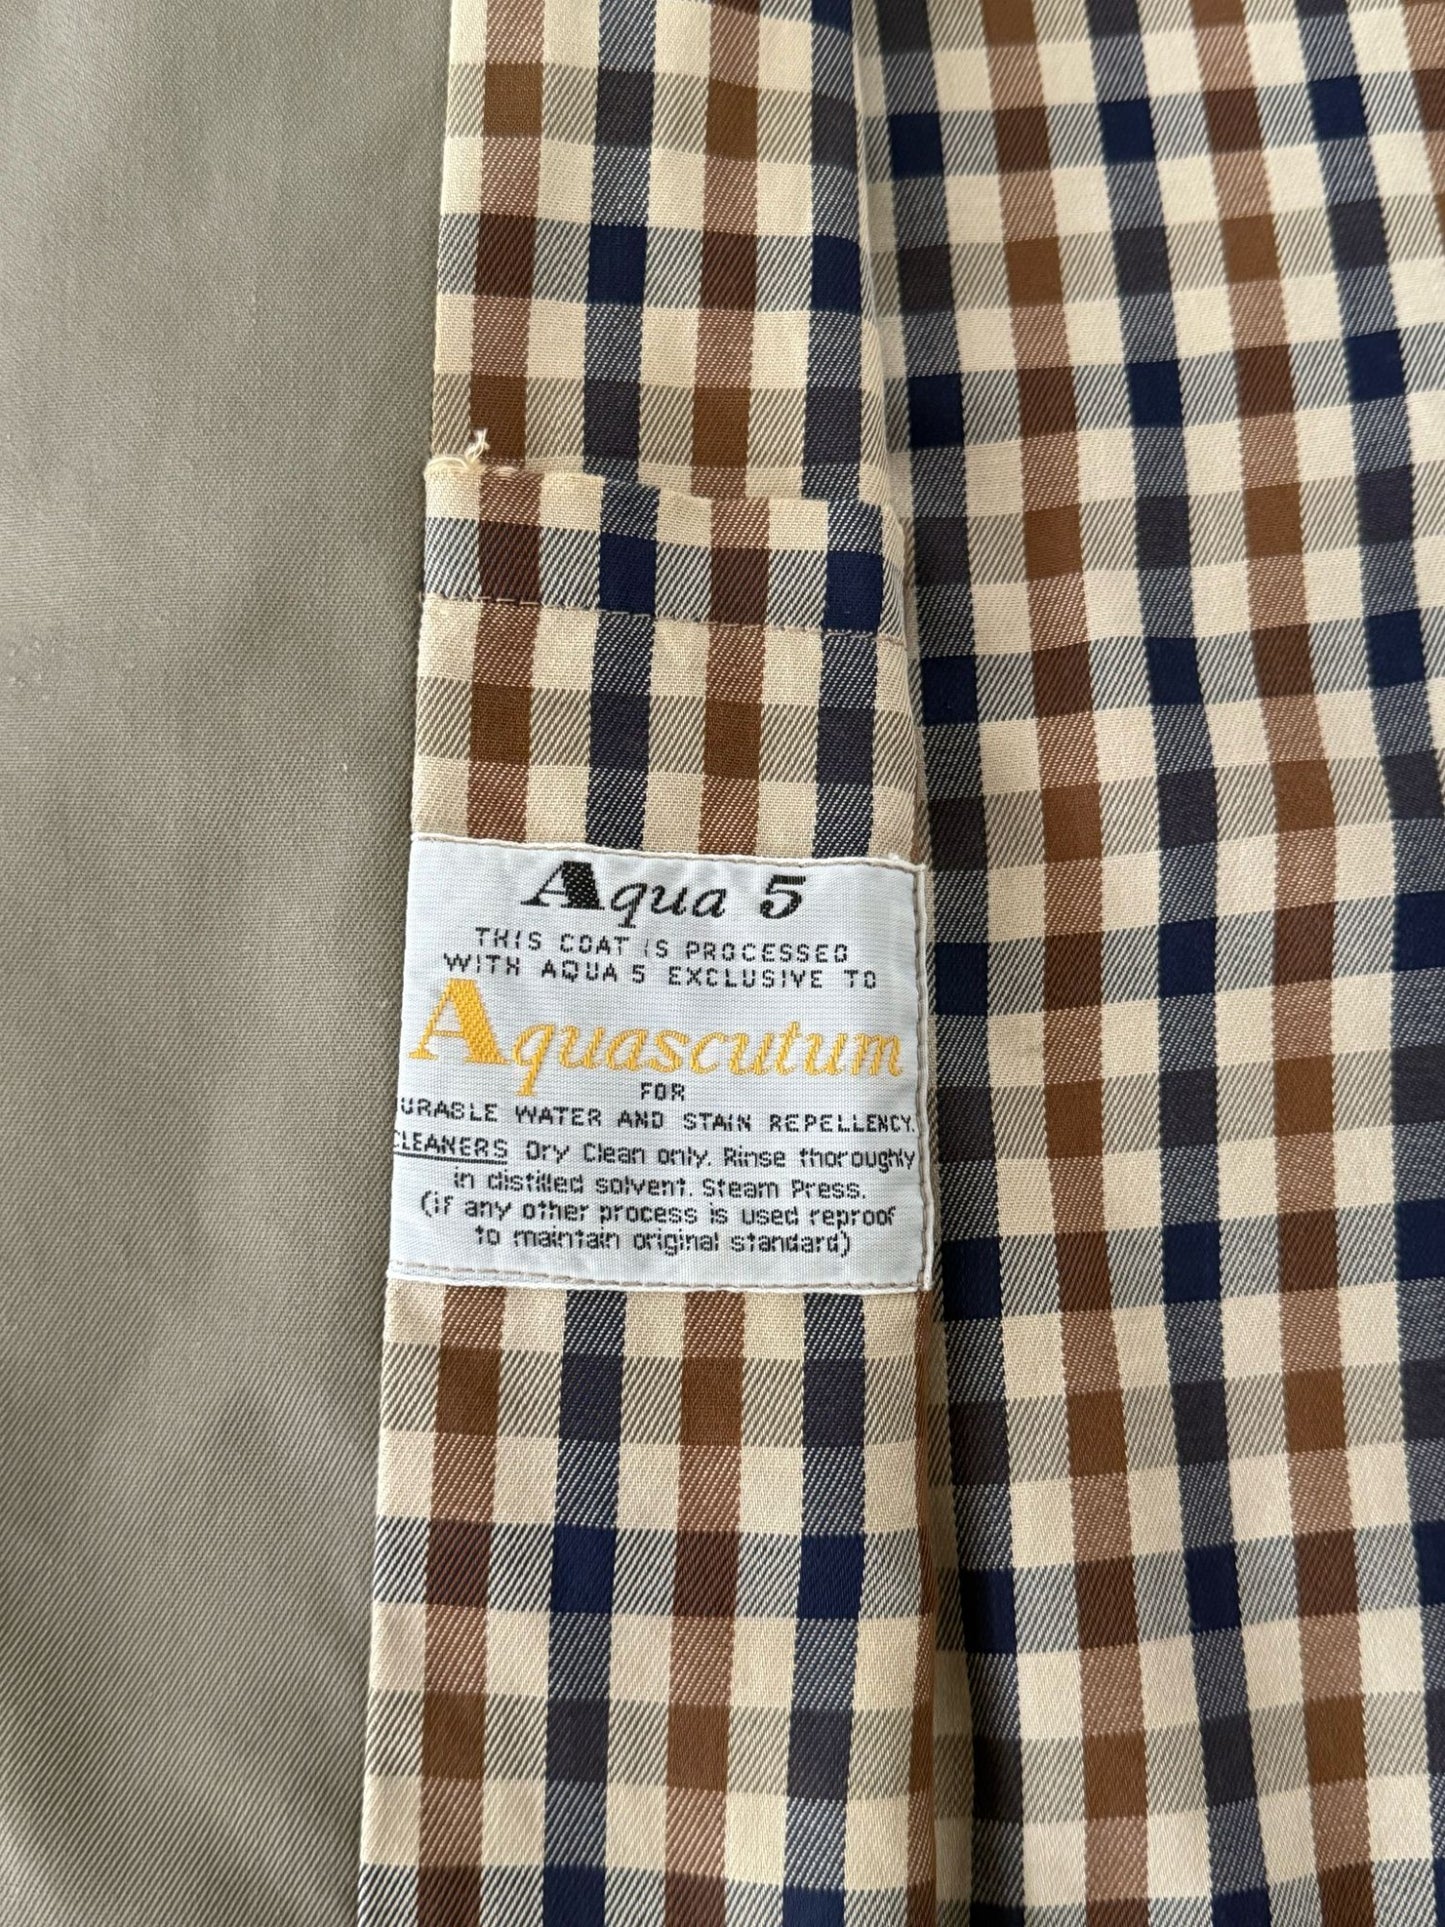 Aqua 5
THIS COAT IS PROCESSED
WITH AQUA 5 EXCLUSIVE TO
Aquascutum
FOR
URABLE WATER AND STAIN REPELLENCY.
CLEANERS Dry Clean only. Rinse thoroughly
in distilled solvent. Steam Press.
(if any other process is used reproof
to maintain original standard)